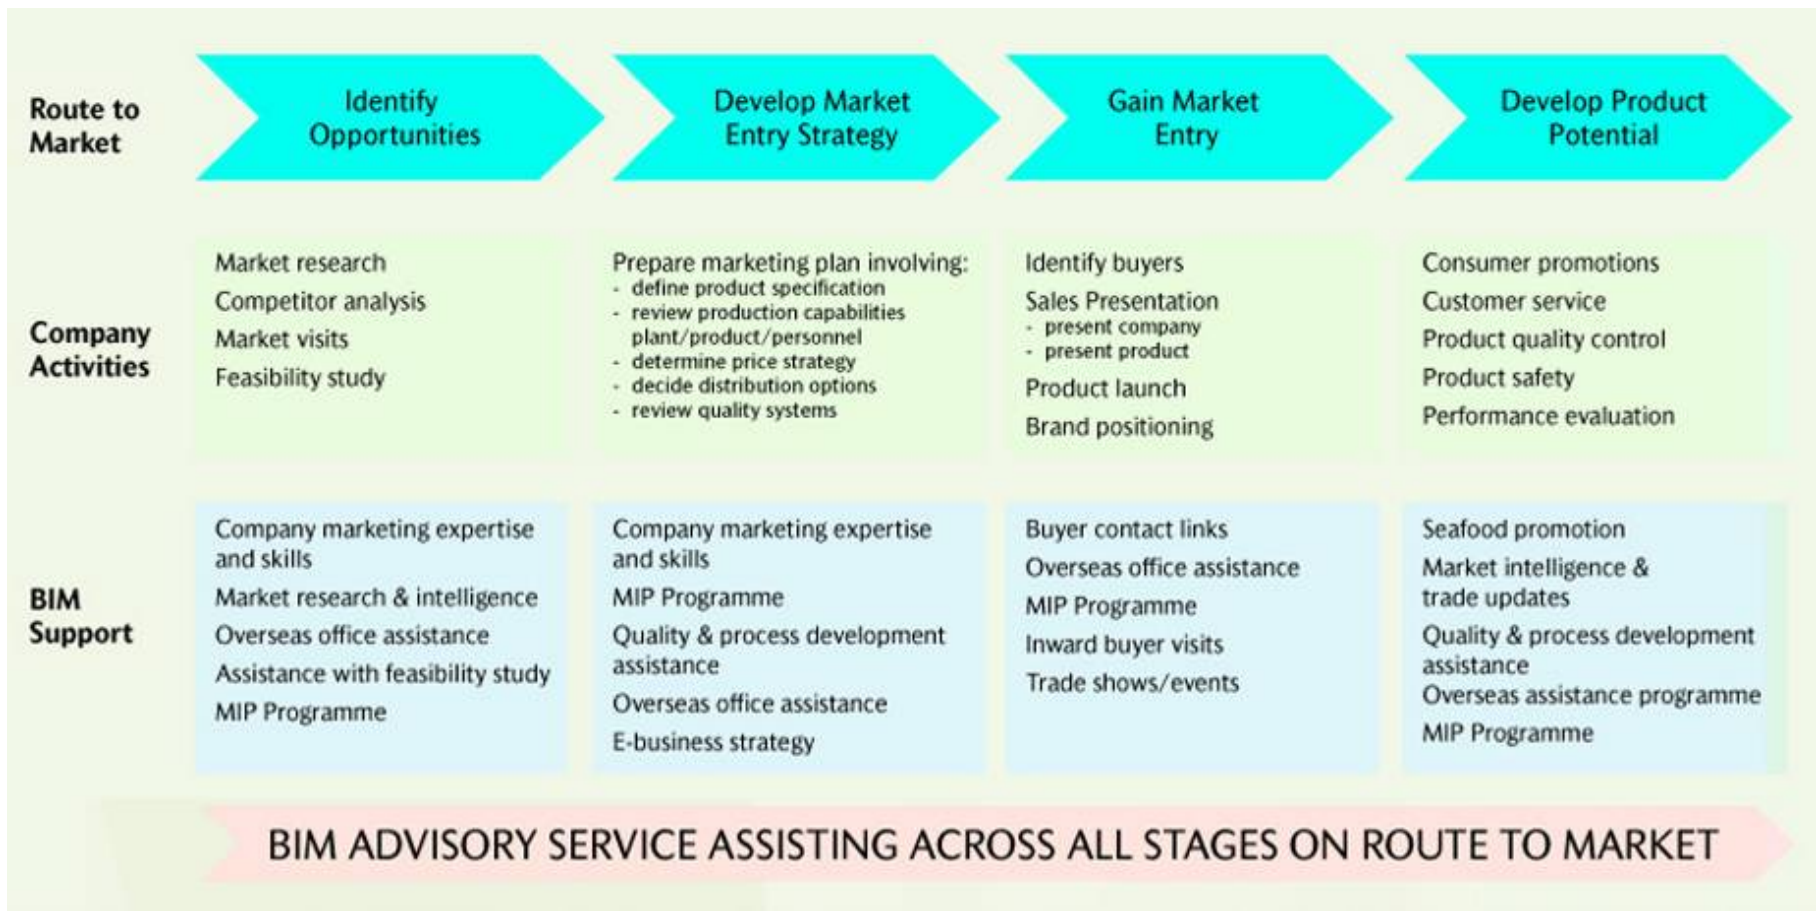 Route to
Market
Identify
Opportunities
Develop Market
Entry Strategy
Gain Market
Entry
Develop Product
Potential
Company
Activities
Market research
Competitor analysis
Market visits
Feasibility study
Prepare marketing plan involving:
- define product specification
- review production capabilities
plant/product/personnel
- determine price strategy
- decide distribution options
- review quality systems
Identify buyers
Sales Presentation
- present company
- present product
Product launch
Brand positioning
Consumer promotions
Customer service
Product quality control
Product safety
Performance evaluation
BIM
Support
Company marketing expertise
and skills
Market research & intelligence
Overseas office assistance
Assistance with feasibility study
MIP Programme
Company marketing expertise
and skills
MIP Programme
Quality & process development
assistance
Overseas office assistance
E-business strategy
Buyer contact links
Overseas office assistance
MIP Programme
Inward buyer visits
Trade shows/events
Seafood promotion
Market intelligence &
trade updates
Quality & process development
assistance
Overseas assistance programme
MIP Programme
BIM ADVISORY SERVICE ASSISTING ACROSS ALL STAGES ON ROUTE TO MARKET